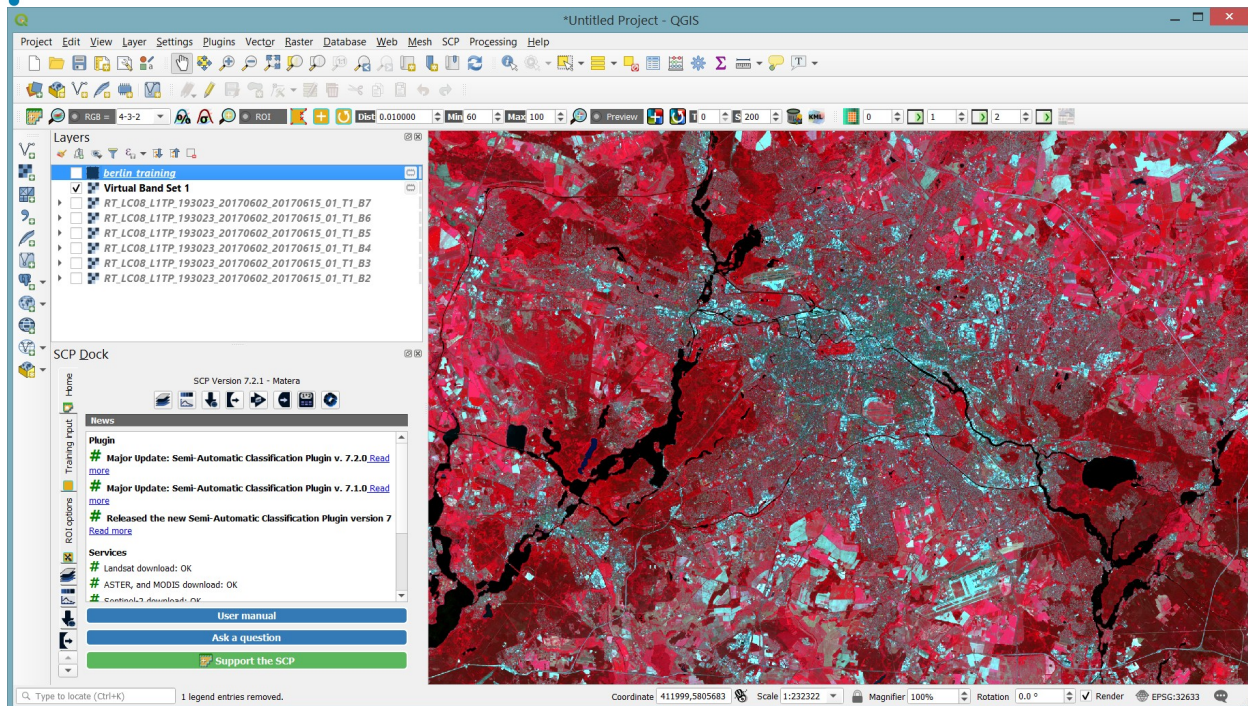 *Untitled Project - QGIS
Project Edit View Layer Settings Plugins Vector Raster Database Web Mesh SCP Processing Help
RGB = 4-3-2 ROI Dist 0.010000 Min 60 Max 100 Preview T 0 S 200 KML 0 1 2
Layers
berlin_training
Virtual Band Set 1
RT_LC08_L1TP_193023_20170602_20170615_01_T1_B7
RT_LC08_L1TP_193023_20170602_20170615_01_T1_B6
RT_LC08_L1TP_193023_20170602_20170615_01_T1_B5
RT_LC08_L1TP_193023_20170602_20170615_01_T1_B4
RT_LC08_L1TP_193023_20170602_20170615_01_T1_B3
RT_LC08_L1TP_193023_20170602_20170615_01_T1_B2
SCP Dock
Home
Training input
ROI options
SCP Version 7.2.1 - Matera
News
Plugin
# Major Update: Semi-Automatic Classification Plugin v. 7.2.0 Read
more
# Major Update: Semi-Automatic Classification Plugin v. 7.1.0 Read
more
# Released the new Semi-Automatic Classification Plugin version 7
Read more
Services
# Landsat download: OK
# ASTER, and MODIS download: OK
# Sentinel-2 download: OK
User manual
Ask a question
Support the SCP
Type to locate (Ctrl+K) 1 legend entries removed. Coordinate 411999,5805683 Scale 1:232322 Magnifier 100% Rotation 0.0 ° Render EPSG:32633